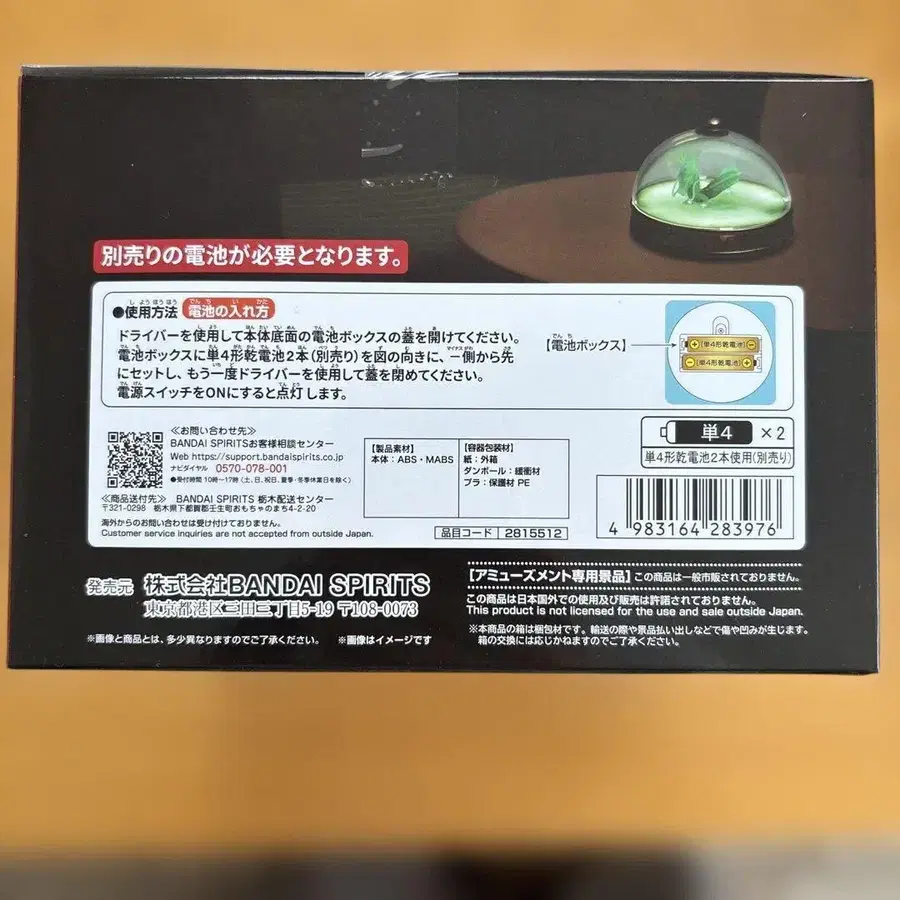 別売りの電池が必要となります。
●使用方法 電池の入れ方
ドライバーを使用して本体底面の電池ボックスの蓋を開けてください。
電池ボックスに単4形乾電池2本(別売り)を図の向きに、ー側から先
にセットし、もう一度ドライバーを使用して蓋を閉めてください。
電源スイッチをONにすると点灯します。
【電池ボックス】
+ 単4形乾電池 -
- 単4形乾電池 +
単4 ×2
単4形乾電池2本使用(別売り)
≪お問い合わせ先≫
BANDAI SPIRITSお客様相談センター
Web https://support.bandaispirits.co.jp
ナビダイヤル 0570-078-001
●受付時間 10時～17時(土、日、祝日、夏季・冬季休業日を除く)
≪商品送付先≫ BANDAI SPIRITS 栃木配送センター
〒321-0298 栃木県下都賀郡壬生町おもちゃのまち4-2-20
海外からのお問い合わせは受け付けておりません。
Customer service inquiries are not accepted from outside Japan.
【製品素材】
本体:ABS・MABS
【容器包装材】
紙:外箱
ダンボール:緩衝材
プラ:保護材 PE
品目コード 2815512
4 983164 283976
発売元 株式会社BANDAI SPIRITS
東京都港区三田三丁目5-19 〒108-0073
※画像と商品とは、多少異なりますのでご了承ください。 ※画像はイメージです
【アミューズメント専用景品】この商品は一般市販されておりません。
この商品は日本国外での使用及び販売は許諾されておりません。
This product is not licensed for the use and sale outside Japan.
※本商品の箱は梱包材です。輸送の際や景品払い出しなどで傷や凹みが生じます。
箱の交換には応じかねますのでご了承ください。